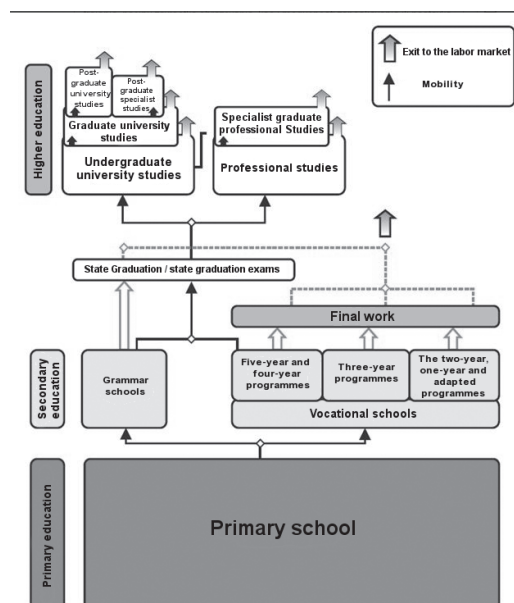 Exit to the labor market
Mobility
Higher education
Post-
graduate
university
studies
Post-
graduate
specialist
studies
Graduate university
studies
Undergraduate
university studies
Specialist graduate
professional Studies
Professional studies
State Graduation / state graduation exams
Final work
Secondary
education
Grammar
schools
Five-year and
four-year
programmes
Three-year
programmes
The two-year,
one-year and
adapted
programmes
Vocational schools
Primary education
Primary school